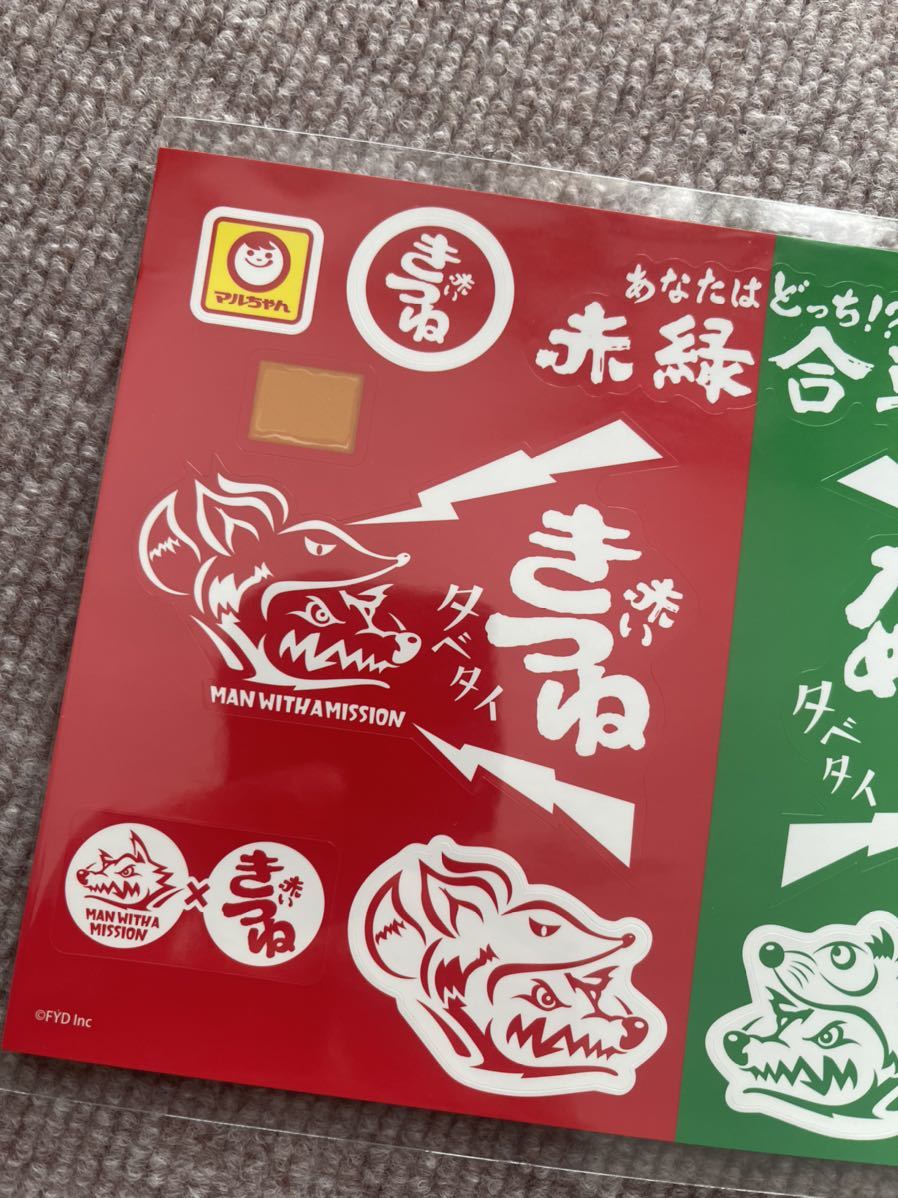 マルちゃん
赤い
きつね
あなたはどっち!?
赤緑合
赤い
きつね
タベタイ
MAN WITH A MISSION
タベタイ
MAN WITH A
MISSION
×
赤い
きつね
©FYD Inc